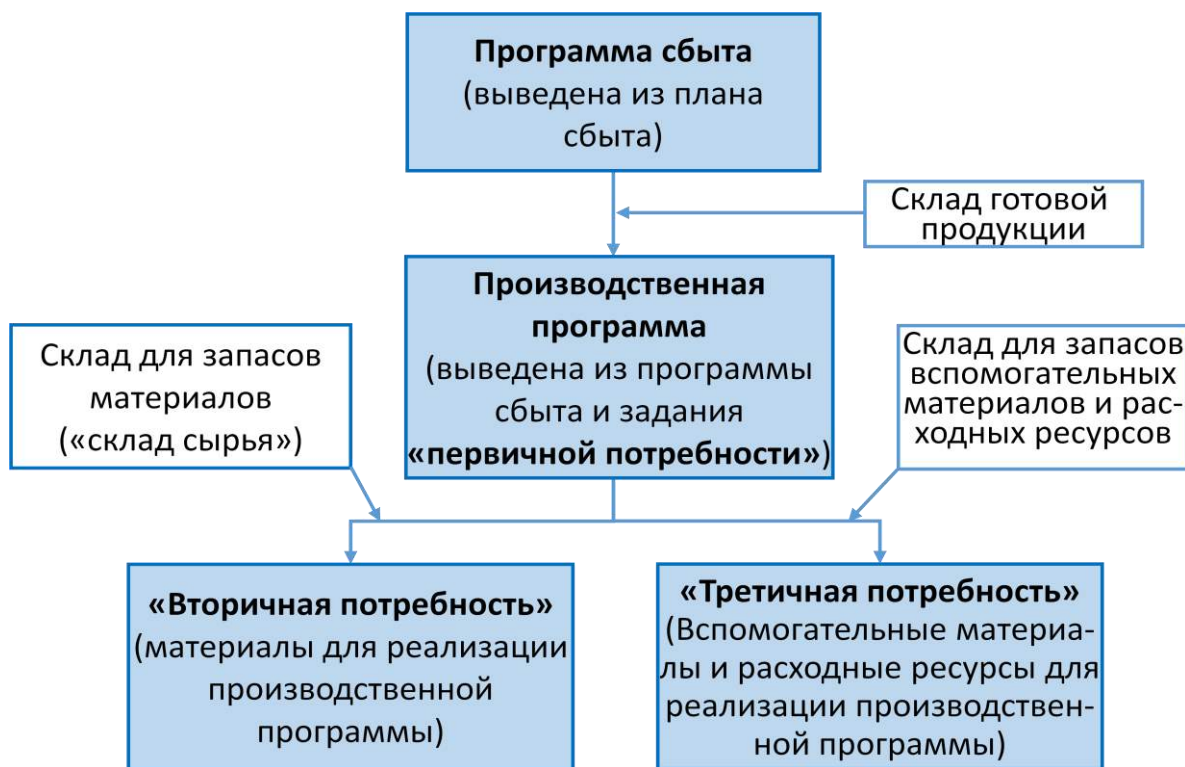 Программа сбыта
(выведена из плана
сбыта)
Склад готовой
продукции
Производственная
программа
(выведена из программы
сбыта и задания
«первичной потребности»)
Склад для запасов
материалов
(«склад сырья»)
Склад для запасов
вспомогательных
материалов и рас-
ходных ресурсов
«Вторичная потребность»
(материалы для реализации
производственной
программы)
«Третичная потребность»
(Вспомогательные материа-
лы и расходные ресурсы для
реализации производствен-
ной программы)